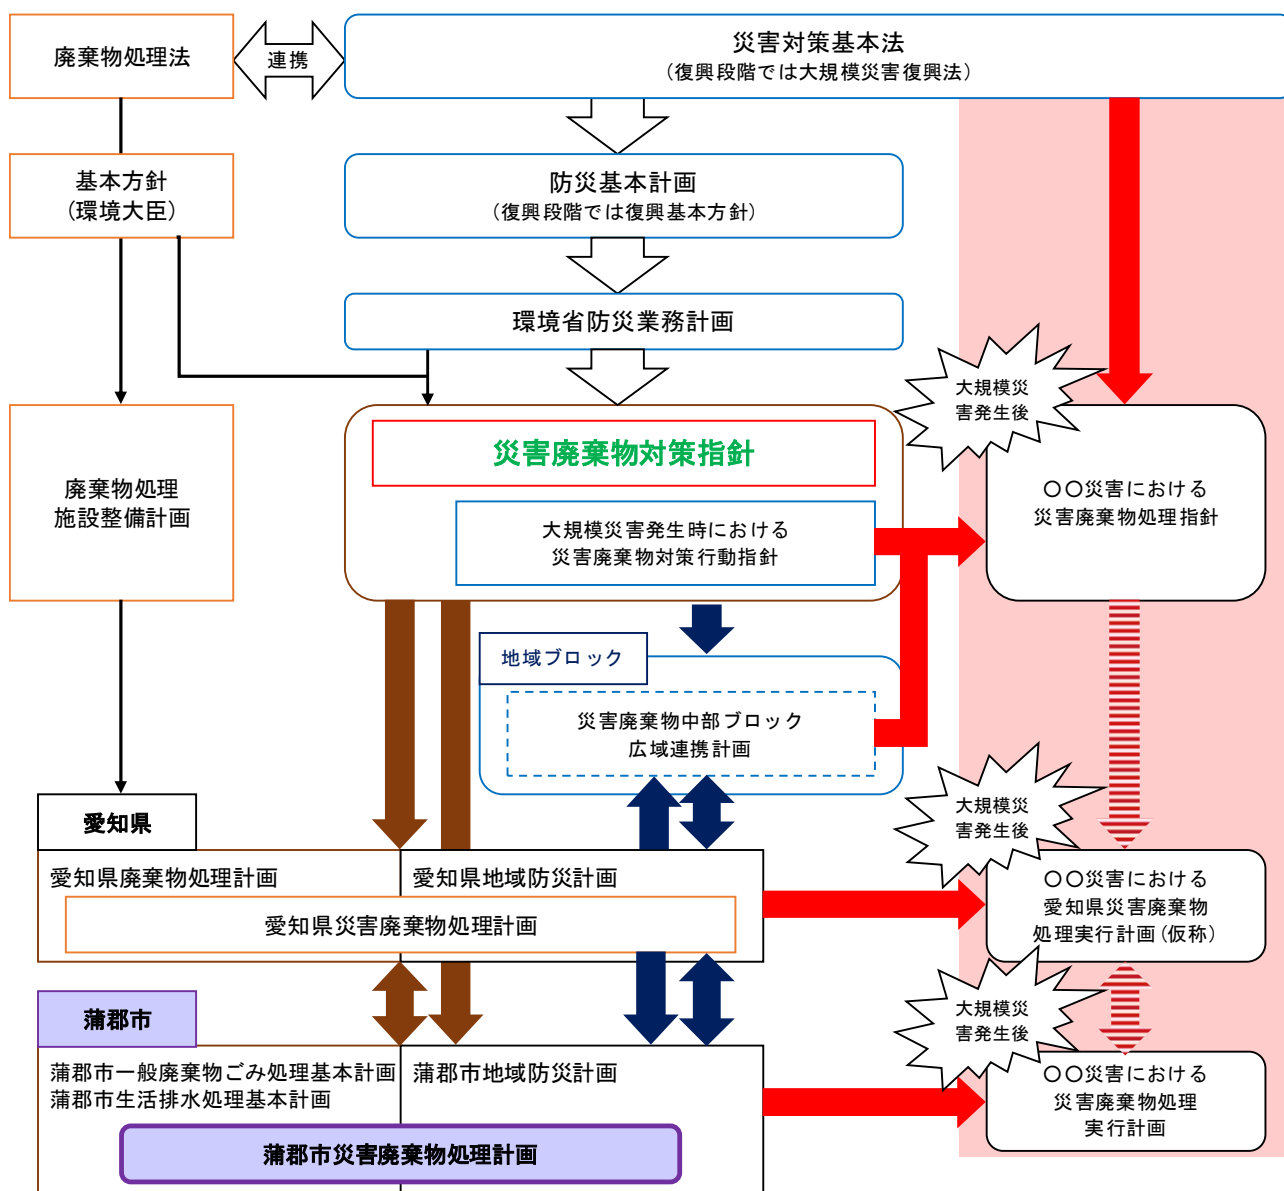 廃棄物処理法
連携
災害対策基本法
（復興段階では大規模災害復興法）
基本方針
（環境大臣）
防災基本計画
（復興段階では復興基本方針）
環境省防災業務計画
大規模災
害発生後
廃棄物処理
施設整備計画
災害廃棄物対策指針
大規模災害発生時における
災害廃棄物対策行動指針
〇〇災害における
災害廃棄物処理指針
地域ブロック
災害廃棄物中部ブロック
広域連携計画
大規模災
害発生後
愛知県
愛知県廃棄物処理計画
愛知県地域防災計画
愛知県災害廃棄物処理計画
〇〇災害における
愛知県災害廃棄物
処理実行計画（仮称）
大規模災
害発生後
蒲郡市
蒲郡市一般廃棄物ごみ処理基本計画
蒲郡市生活排水処理基本計画
蒲郡市地域防災計画
蒲郡市災害廃棄物処理計画
〇〇災害における
災害廃棄物処理
実行計画